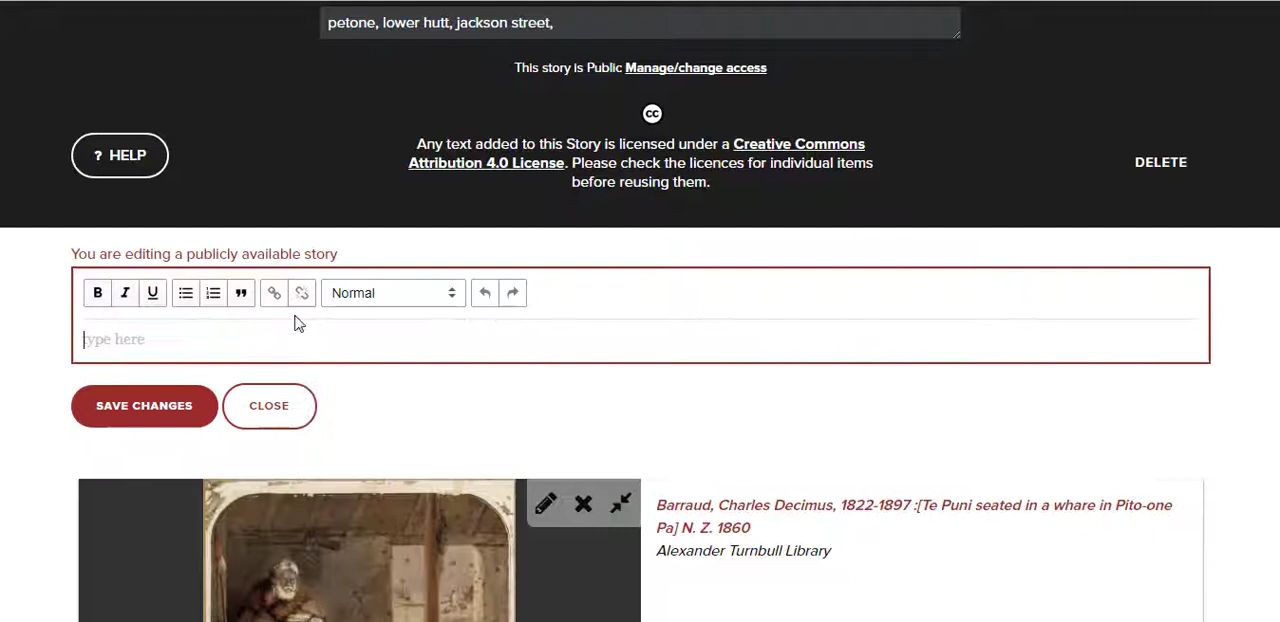 petone, lower hutt, jackson street,
This story is Public Manage/change access
cc
Any text added to this Story is licensed under a Creative Commons
Attribution 4.0 License. Please check the licences for individual items
before reusing them.
? HELP
DELETE
You are editing a publicly available story
B I U Normal
type here
SAVE CHANGES CLOSE
Barraud, Charles Decimus, 1822-1897 :[Te Puni seated in a whare in Pito-one
Pa] N. Z. 1860
Alexander Turnbull Library